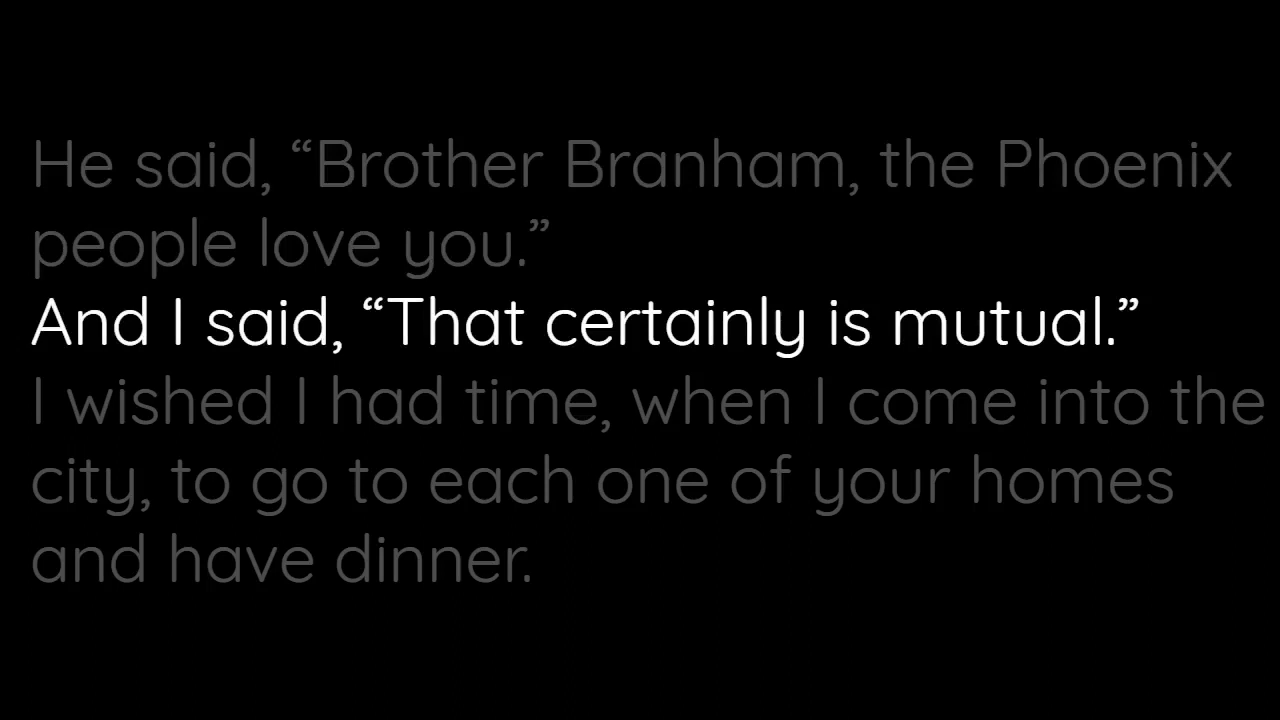 He said, “Brother Branham, the Phoenix
people love you.”
And I said, “That certainly is mutual.”
I wished I had time, when I come into the
city, to go to each one of your homes
and have dinner.